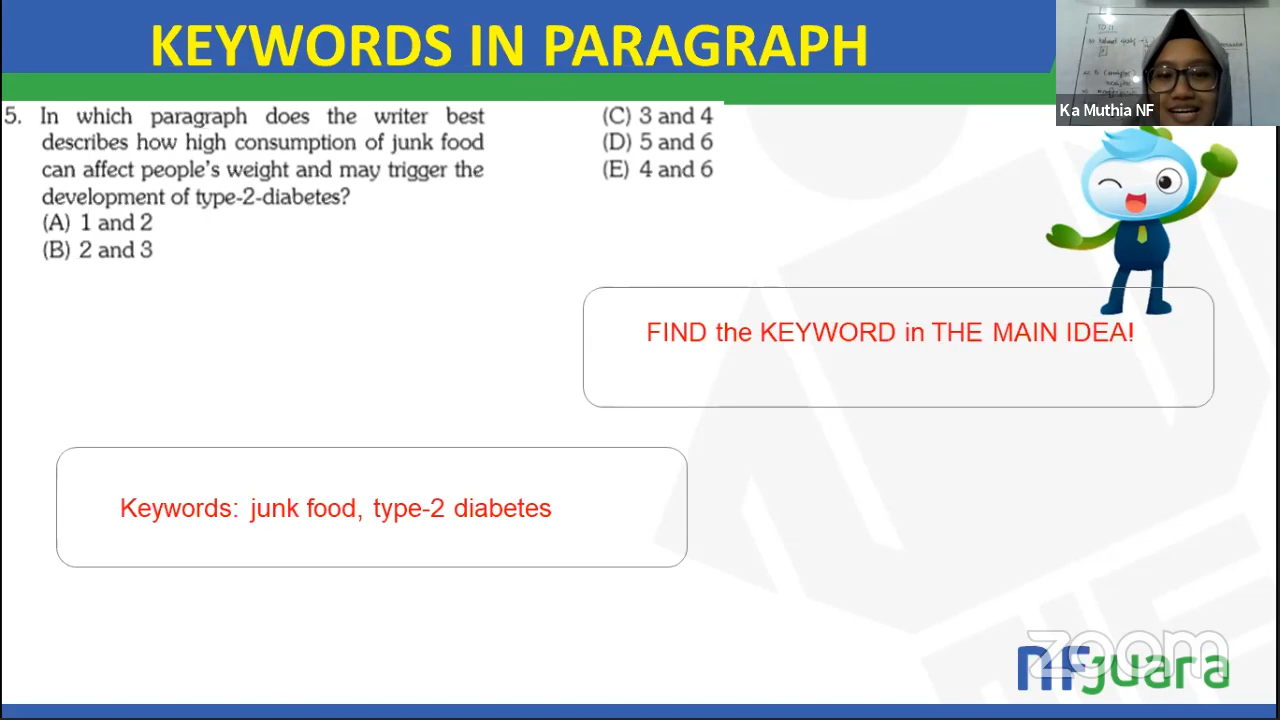 KEYWORDS IN PARAGRAPH
5. In which paragraph does the writer best
describes how high consumption of junk food
can affect people's weight and may trigger the
development of type-2-diabetes?
(A) 1 and 2
(B) 2 and 3
(C) 3 and 4
(D) 5 and 6
(E) 4 and 6
Ka Muthia NF
FIND the KEYWORD in THE MAIN IDEA!
Keywords: junk food, type-2 diabetes
zoom
NFjuara